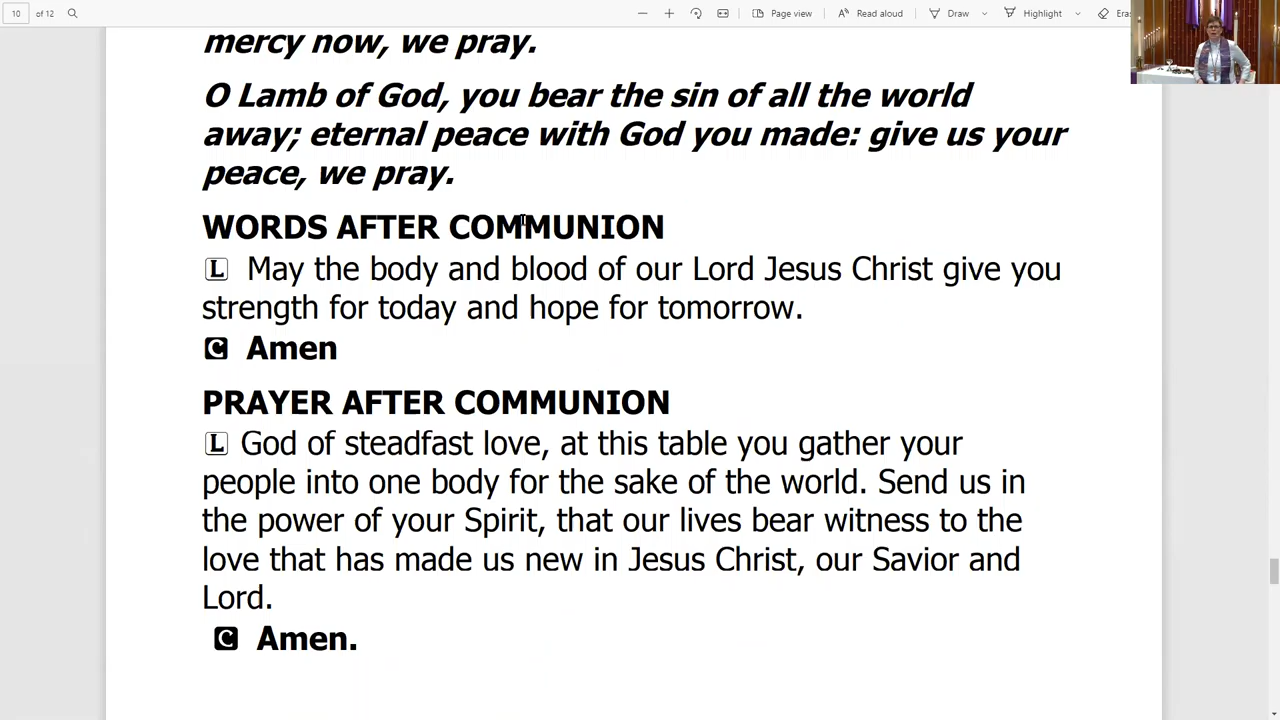 10 of 12 Page view Read aloud Draw Highlight Eras
mercy now, we pray.
O Lamb of God, you bear the sin of all the world
away; eternal peace with God you made: give us your
peace, we pray.
WORDS AFTER COMMUNION
L May the body and blood of our Lord Jesus Christ give you
strength for today and hope for tomorrow.
C Amen
PRAYER AFTER COMMUNION
L God of steadfast love, at this table you gather your
people into one body for the sake of the world. Send us in
the power of your Spirit, that our lives bear witness to the
love that has made us new in Jesus Christ, our Savior and
Lord.
C Amen.